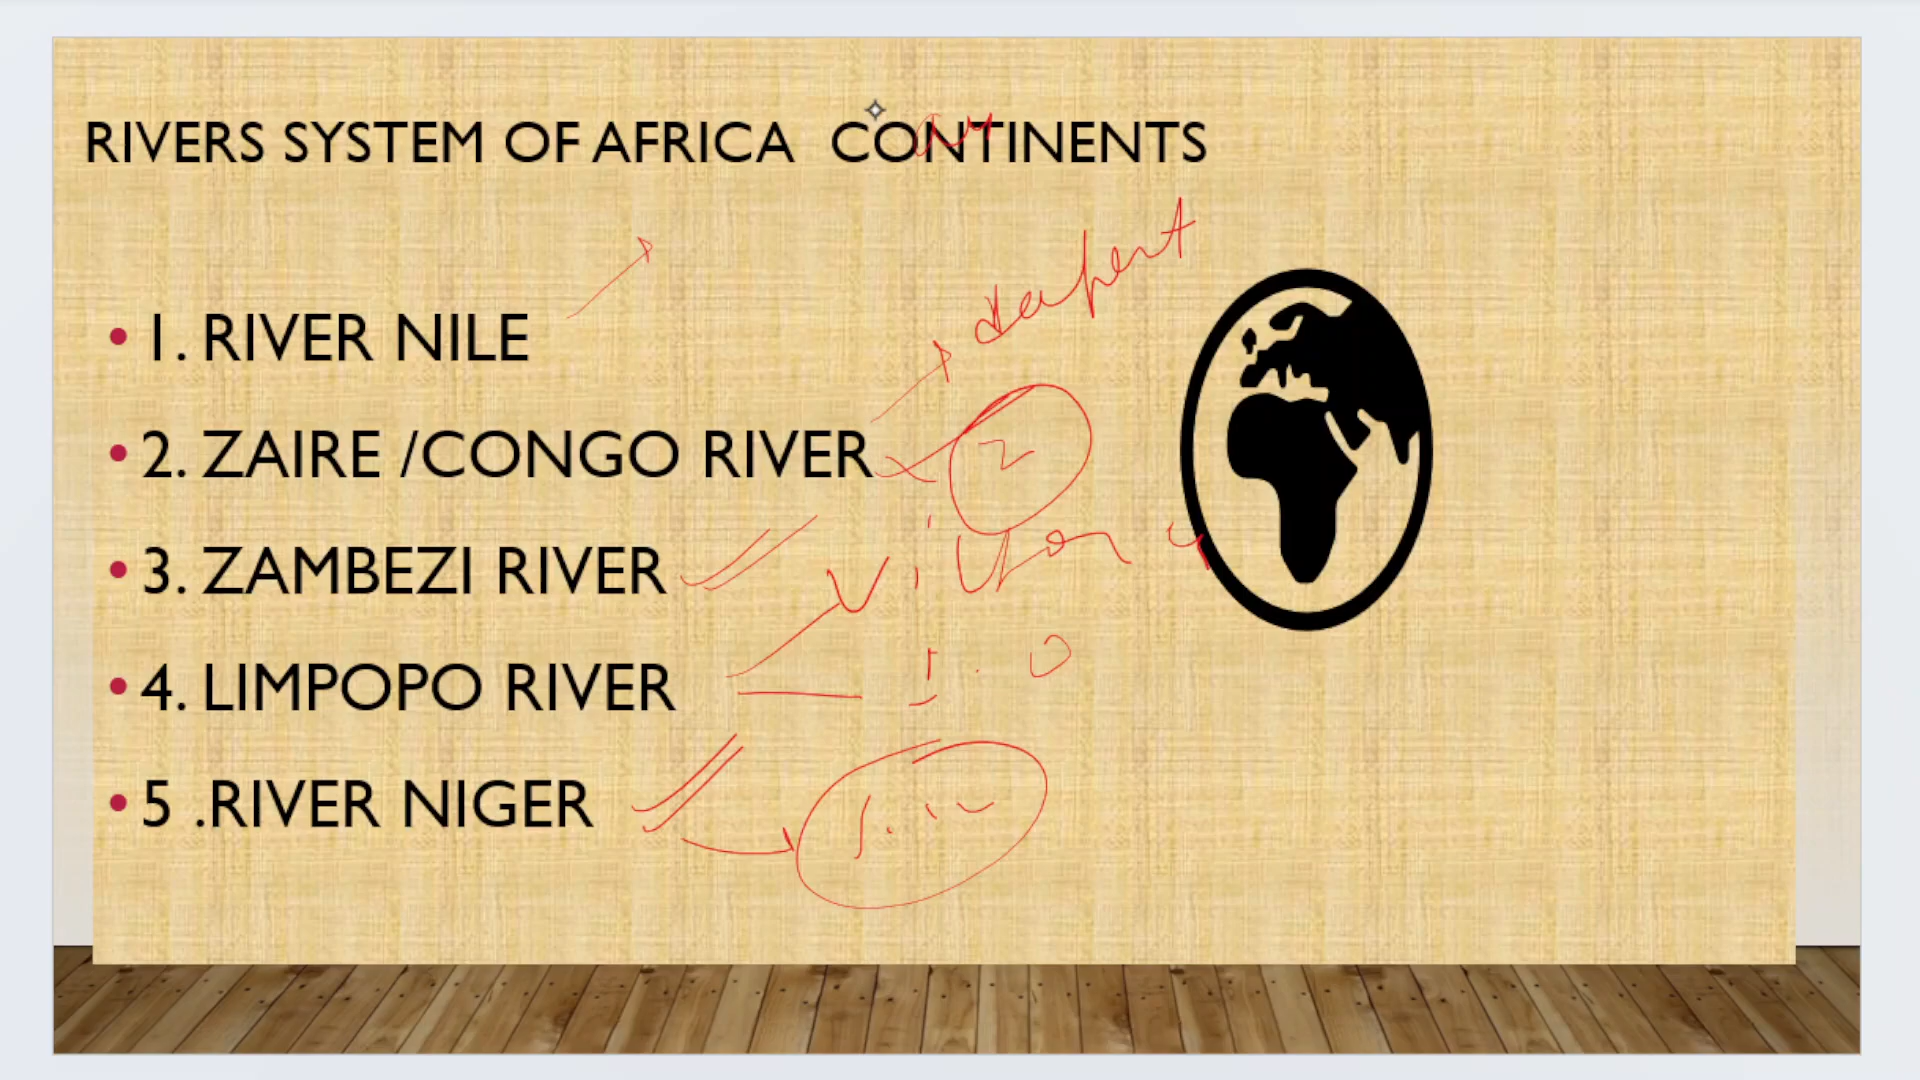 RIVERS SYSTEM OF AFRICA CONTINENTS
• 1. RIVER NILE
• 2. ZAIRE /CONGO RIVER
2
• 3. ZAMBEZI RIVER
• 4. LIMPOPO RIVER
• 5 .RIVER NIGER